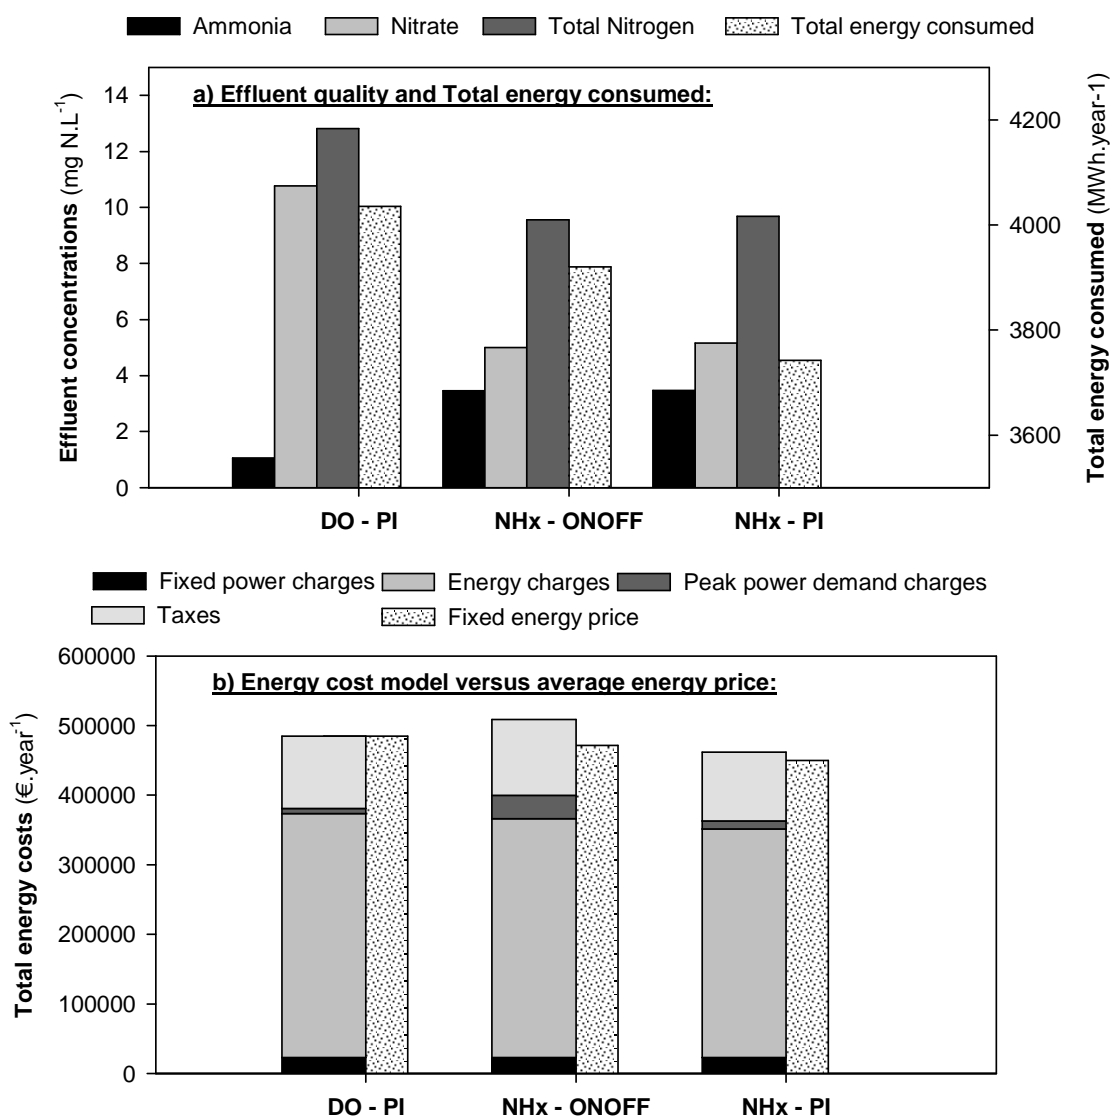 Ammonia Nitrate Total Nitrogen Total energy consumed
a) Effluent quality and Total energy consumed:
Effluent concentrations (mg N.L-1)
14
12
10
8
6
4
2
0
4200
4000
3800
3600
Total energy consumed (MWh.year-1)
DO - PI NHx - ONOFF NHx - PI
Fixed power charges Energy charges Peak power demand charges
Taxes Fixed energy price
b) Energy cost model versus average energy price:
Total energy costs (€.year-1)
600000
500000
400000
300000
200000
100000
0
DO - PI NHx - ONOFF NHx - PI